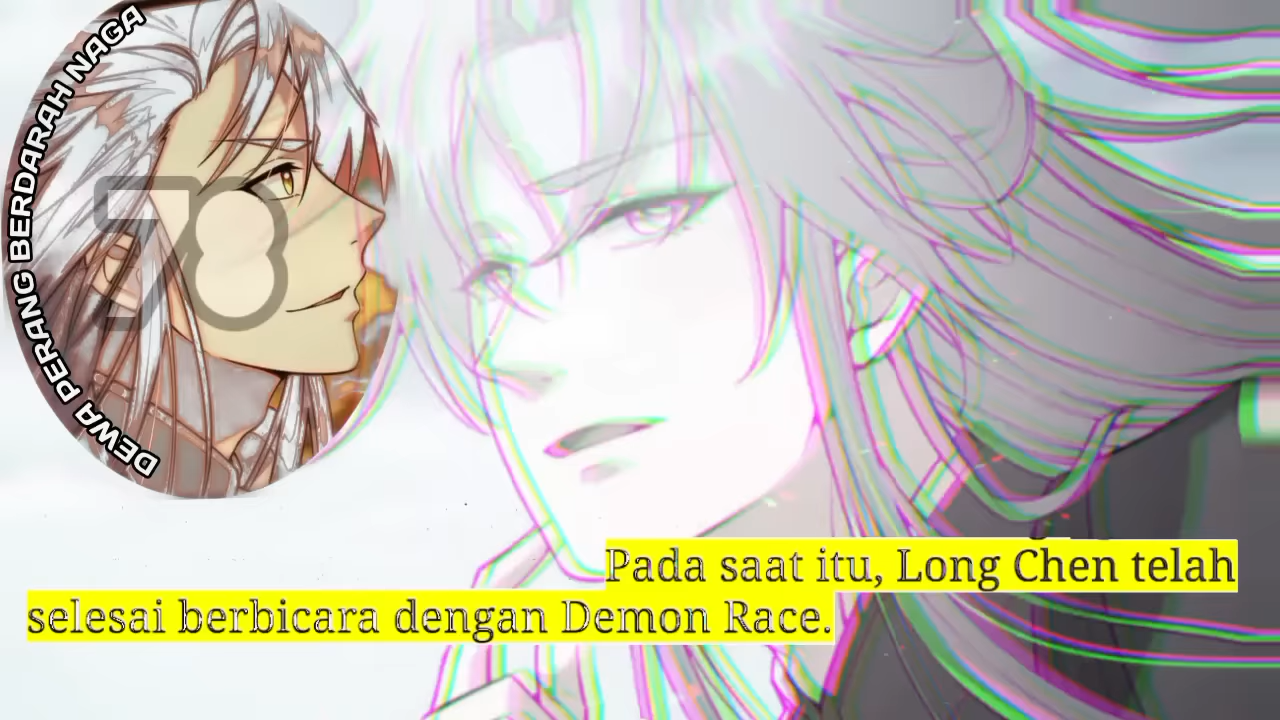 DEWA PERANG BERDARAH NAGA
78
Pada saat itu, Long Chen telah
selesai berbicara dengan Demon Race.